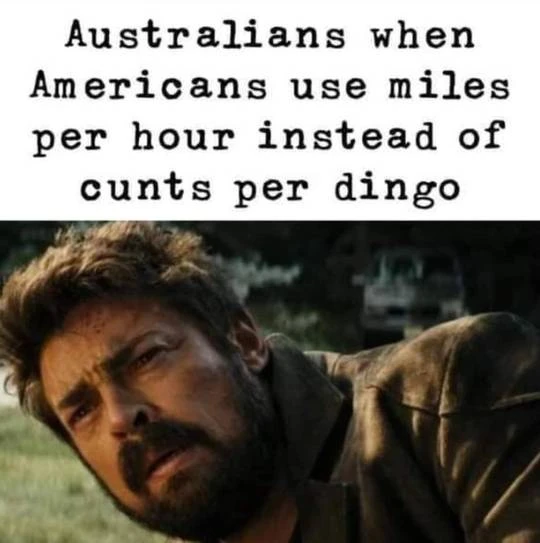 Australians when
Americans use miles
per hour instead of
cunts per dingo